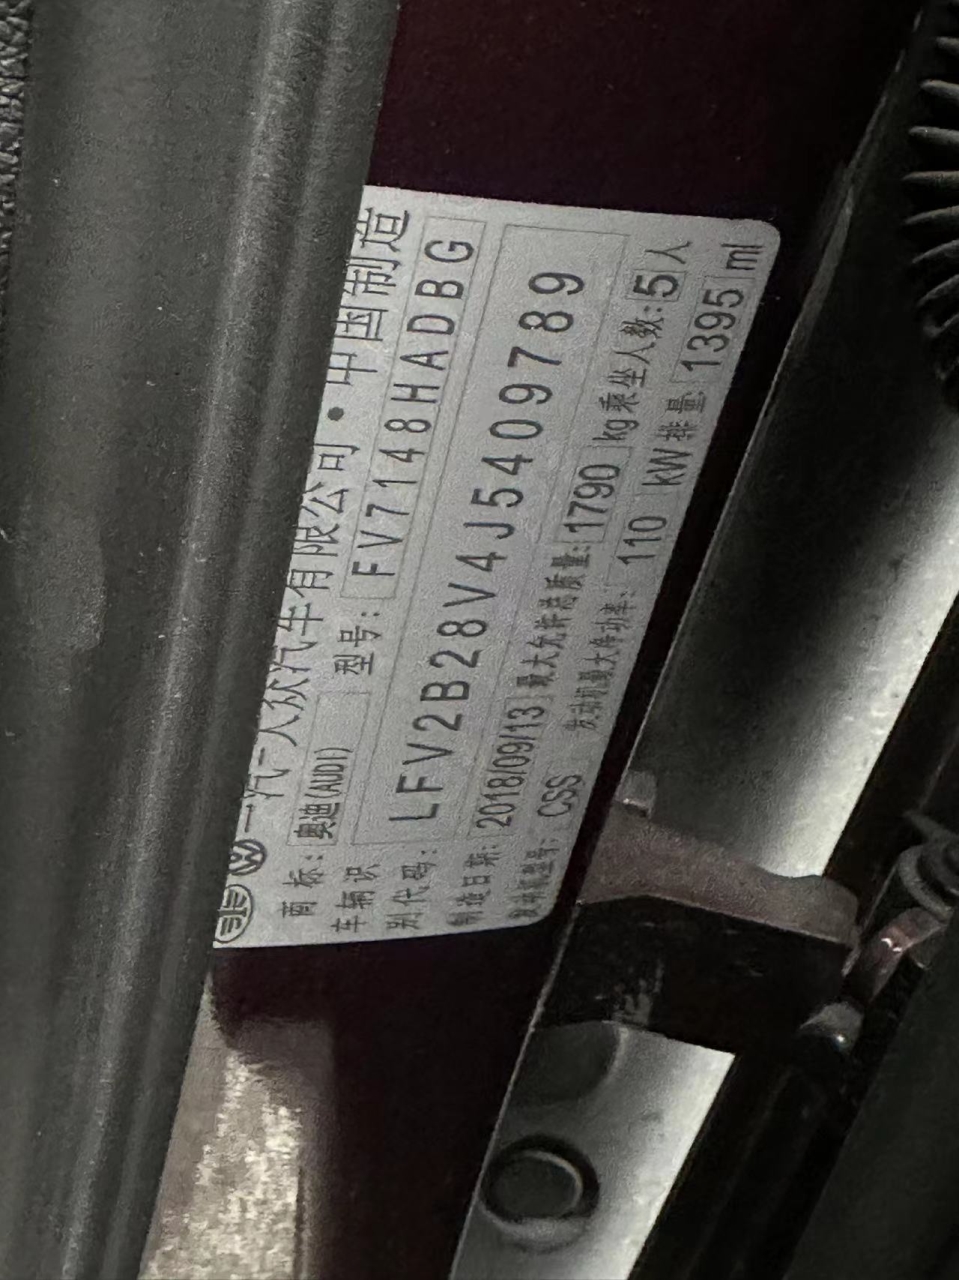 一汽-大众汽车有限公司·中国制造
商标: 奥迪(AUDI) 型号: FV7148HADBG
车辆识别代码: LFV2B28V4J5409789
制造日期: 2018/09/13 最大允许总质量: 1790 kg 乘坐人数: 5 人
发动机型号: CSS 发动机最大净功率: 110 kW 排量: 1395 ml